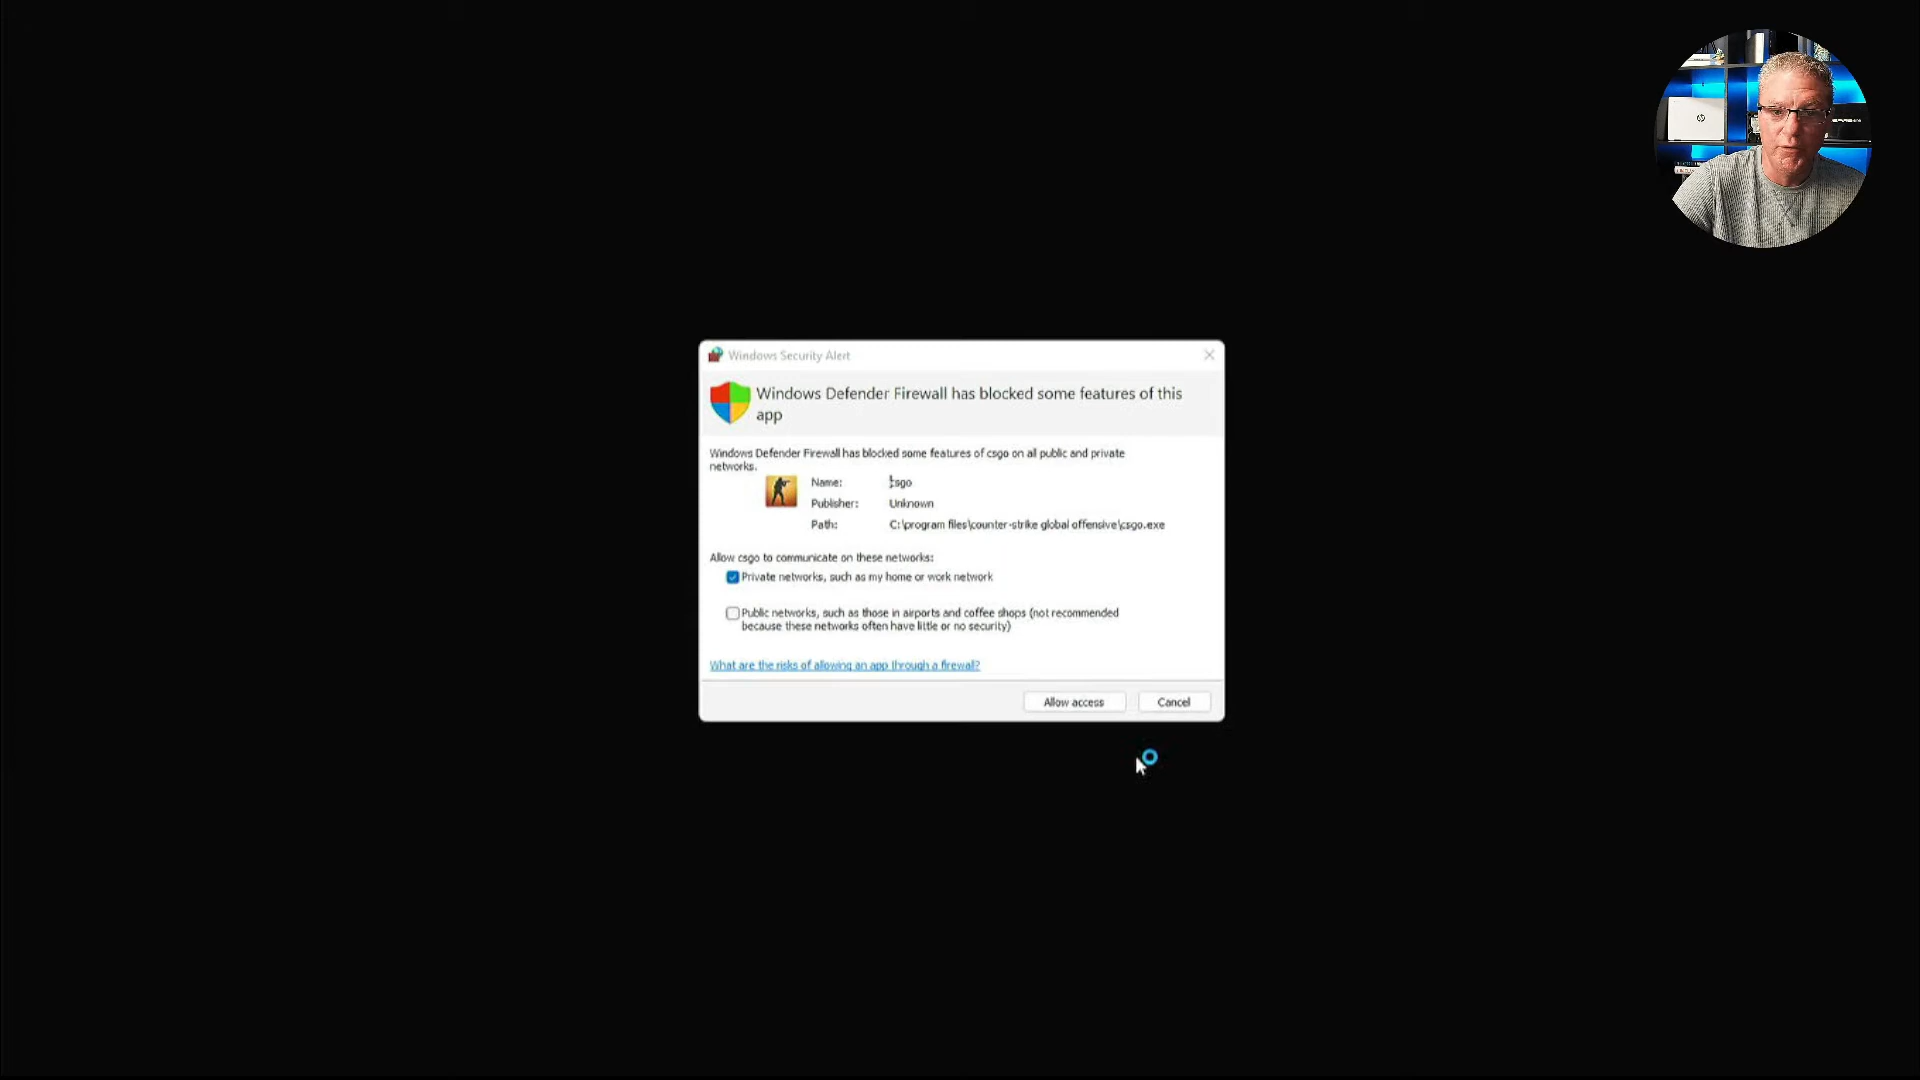 Windows Security Alert
Windows Defender Firewall has blocked some features of this
app
Windows Defender Firewall has blocked some features of csgo on all public and private
networks.
Name: csgo
Publisher: Unknown
Path: C:\program files\counter-strike global offensive\csgo.exe
Allow csgo to communicate on these networks:
Private networks, such as my home or work network
Public networks, such as those in airports and coffee shops (not recommended
because these networks often have little or no security)
What are the risks of allowing an app through a firewall?
Allow access Cancel
hp